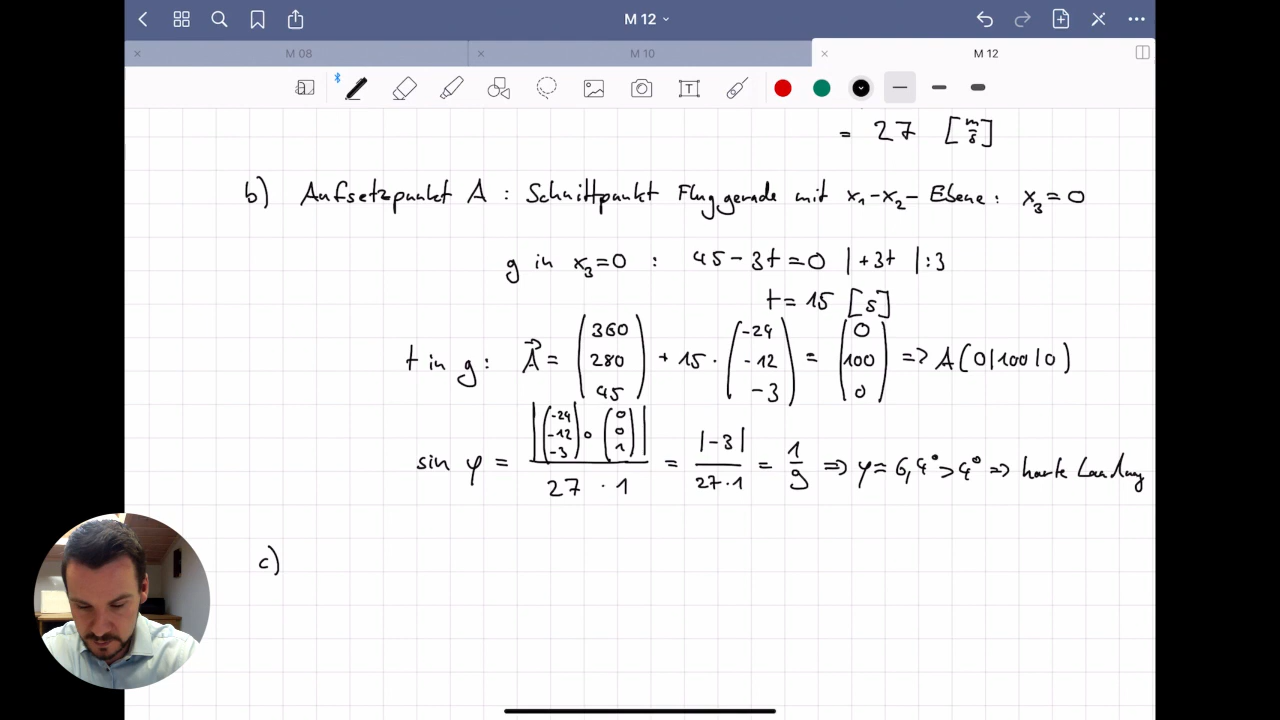 M 12
M 08
M 10
M 12
= 27 [m/s]
b) Aufsetzpunkt A : Schnittpunkt Fluggerade mit x₁-x₂- Ebene: x₃=0
g in x₃=0 : 45-3t=0 |+3t |:3
t= 15 [s]
t in g: A⃗ = (360 280 45) + 15 · (-24 -12 -3) = (0 100 0) => A(0|100|0)
sin φ = |(-24 -12 -3) ∘ (0 0 1)| / 27 · 1 = |-3| / 27·1 = 1/9 => φ≈ 6,4° > 4° => harte Landung
c)